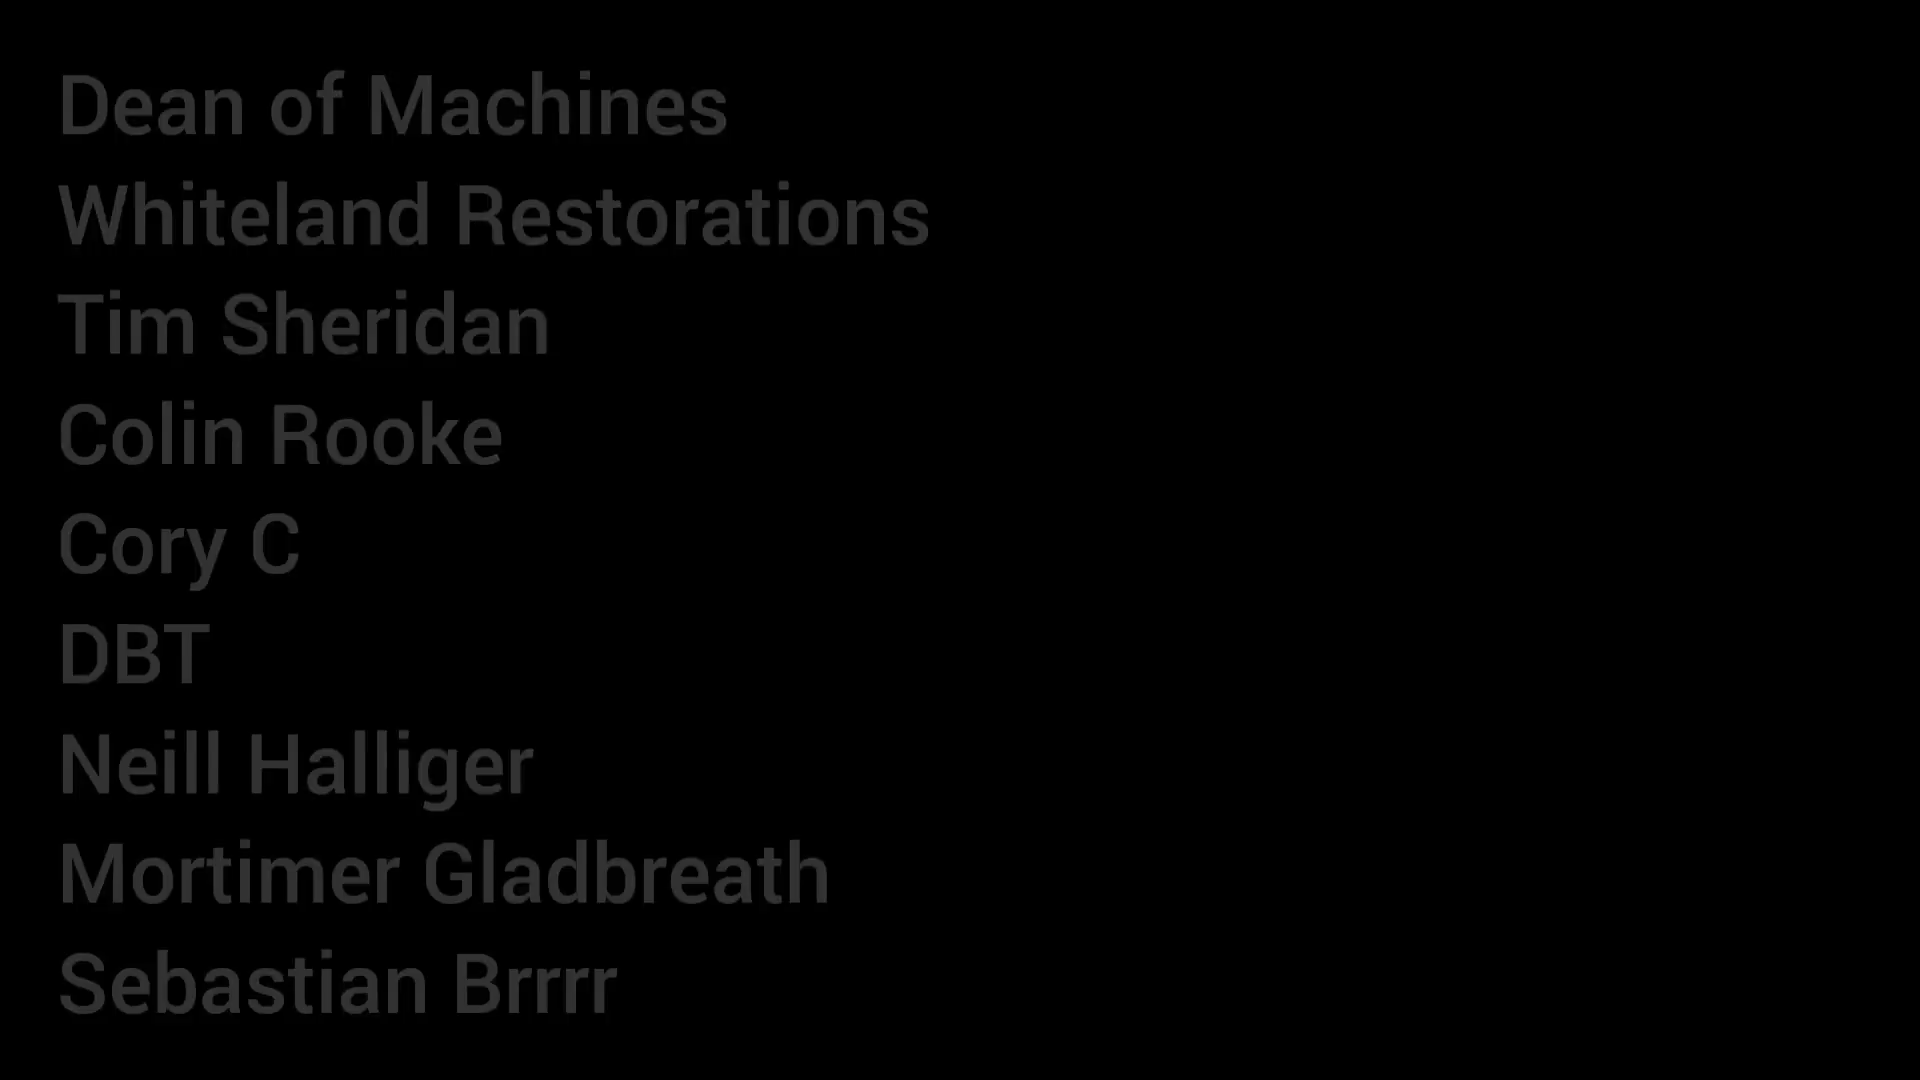 Dean of Machines
Whiteland Restorations
Tim Sheridan
Colin Rooke
Cory C
DBT
Neill Halliger
Mortimer Gladbreath
Sebastian Brrrr